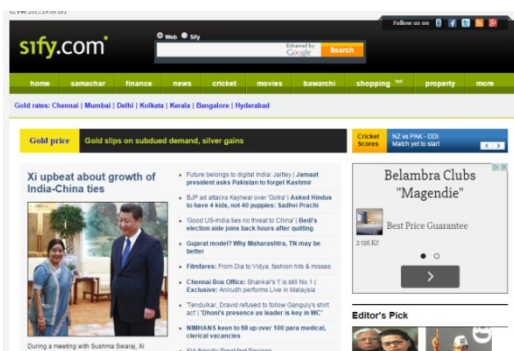 Follow us on
sify.com
Web Sify
Enhanced by
Google
Search
home samachar finance news cricket movies bawarchi shopping property more
Gold rates: Chennai | Mumbai | Delhi | Kolkata | Kerala | Bangalore | Hyderabad
Gold price Gold slips on subdued demand, silver gains
Cricket
Scores
NZ vs PAK - ODI
Match yet to start
Xi upbeat about growth of
India-China ties
During a meeting with Sushma Swaraj, Xi
Future belongs to digital India: Jaitley | Jamaat
president asks Pakistan to forget Kashmir
BJP ad attacks Kejriwal over 'Gotra' | Asked Hindus
to have 4 kids, not 40 puppies: Sadhvi Prachi
'Good US-India ties no threat to China' | Bedi's
election aide joins back hours after quitting
Gujarat model? Why Maharashtra, TN may be
better
Filmfares: From Dia to Vidya, fashion hits & misses
Chennai Box Office: Shankar's 'I' is still No.1 |
Exclusive: Anirudh performs Live in Malaysia
'Tendulkar, Dravid refused to follow Ganguly's shirt
act' | 'Dhoni's presence as leader is key in WC'
NIMHANS keen to fill up over 100 para medical,
clerical vacancies
Kid-friendly Breakfast Recipes
Belambra Clubs
"Magendie"
Best Price Guarantee
Editor's Pick